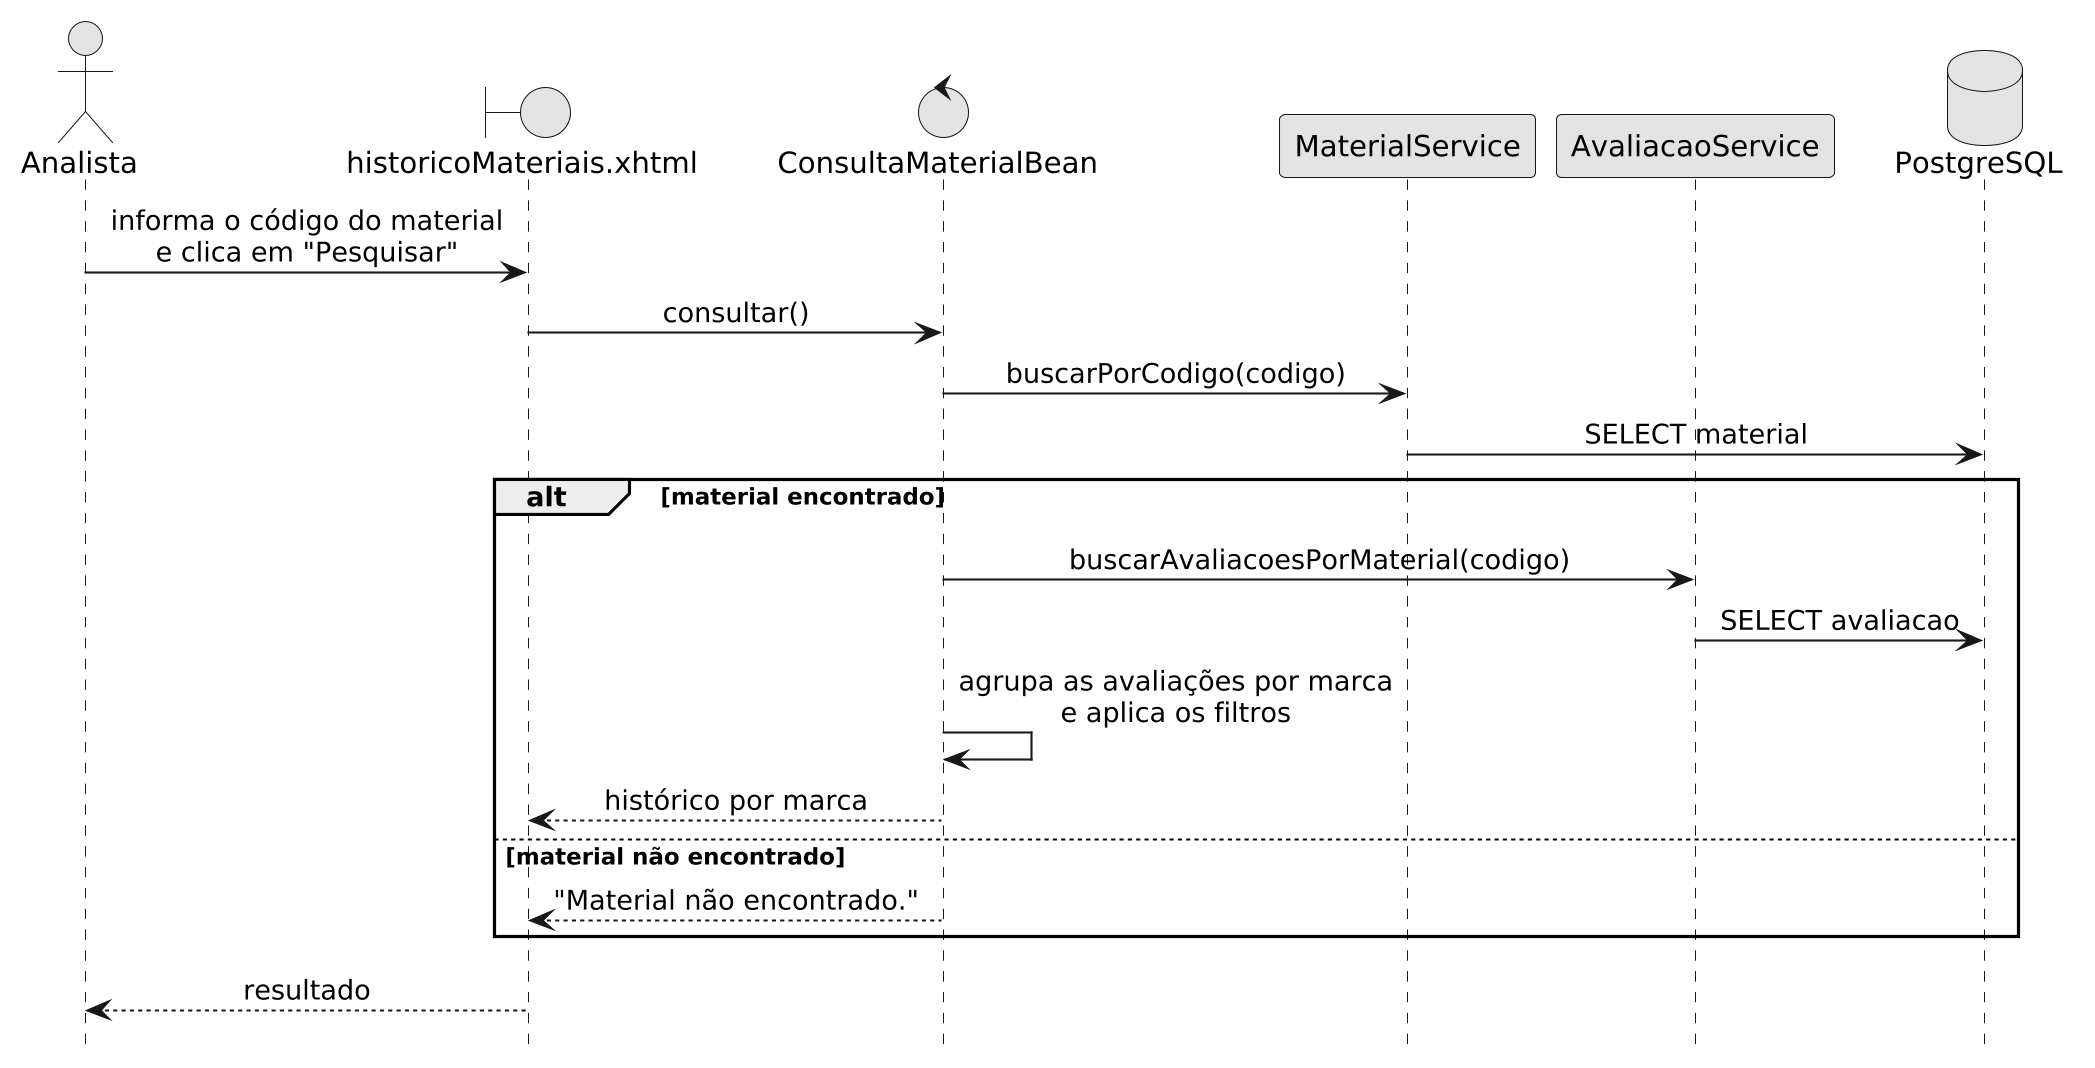 Analista
historicoMateriais.xhtml
ConsultaMaterialBean
MaterialService
AvaliacaoService
PostgreSQL
informa o código do material
e clica em "Pesquisar"
consultar()
buscarPorCodigo(codigo)
SELECT material
alt
[material encontrado]
buscarAvaliacoesPorMaterial(codigo)
SELECT avaliacao
agrupa as avaliações por marca
e aplica os filtros
histórico por marca
[material não encontrado]
"Material não encontrado."
resultado